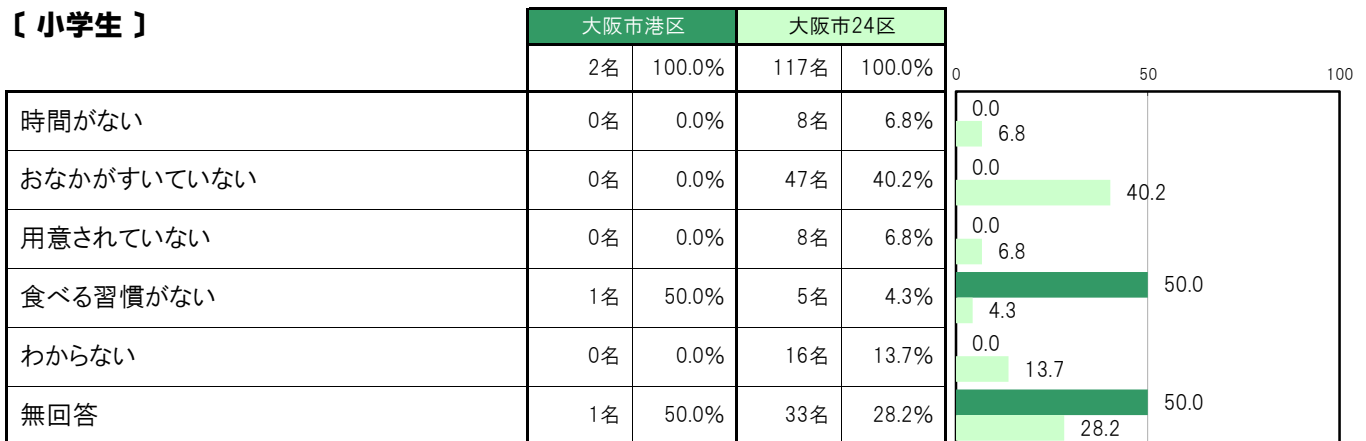 〔 小学生 〕
大阪市港区 大阪市24区
2名 100.0% 117名 100.0% 0 50 100
時間がない 0名 0.0% 8名 6.8% 0.0
6.8
おなかがすいていない 0名 0.0% 47名 40.2% 0.0
40.2
用意されていない 0名 0.0% 8名 6.8% 0.0
6.8
食べる習慣がない 1名 50.0% 5名 4.3% 50.0
4.3
わからない 0名 0.0% 16名 13.7% 0.0
13.7
無回答 1名 50.0% 33名 28.2% 50.0
28.2